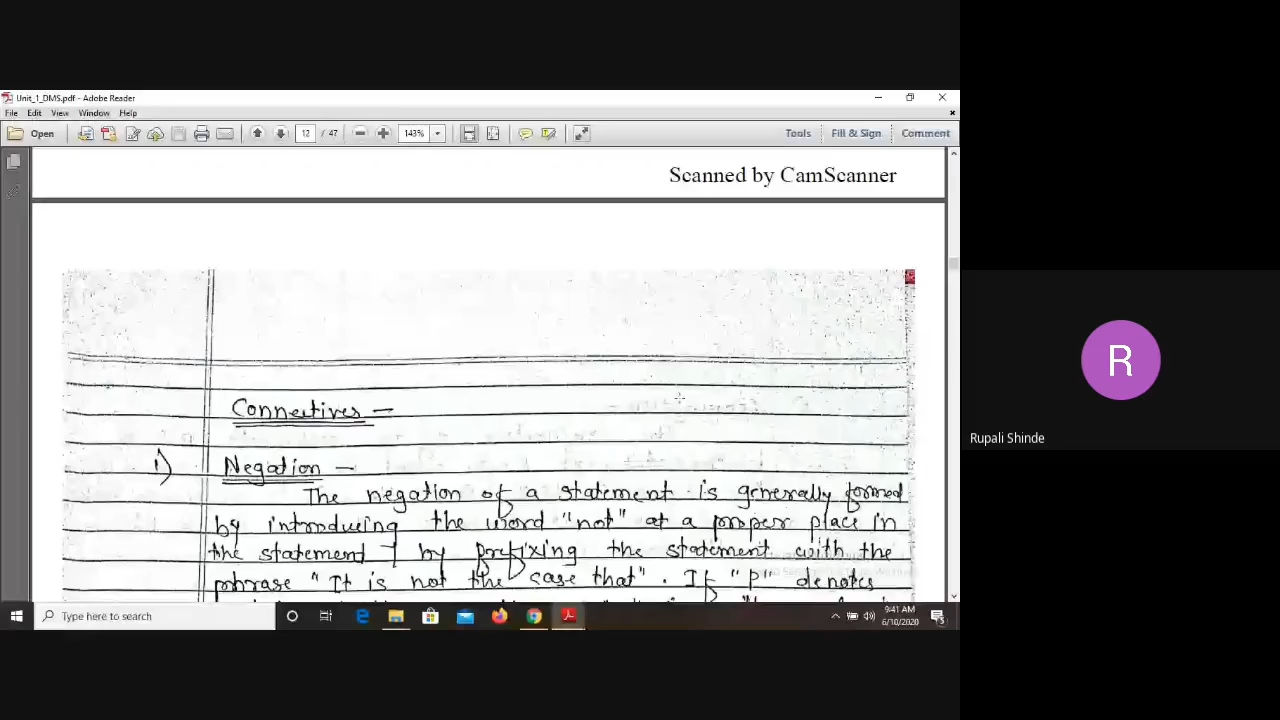 Unit_1_DMS.pdf - Adobe Reader
File Edit View Window Help
Open 12 / 47 143% Tools Fill & Sign Comment
Scanned by CamScanner
Connectives -
1) Negation -
The negation of a statement is generally formed
by introducing the word "not" at a proper place in
the statement by prefixing the statement with the
phrase "It is not the case that". If "P" denotes
R
Rupali Shinde
Type here to search
9:41 AM
6/10/2020